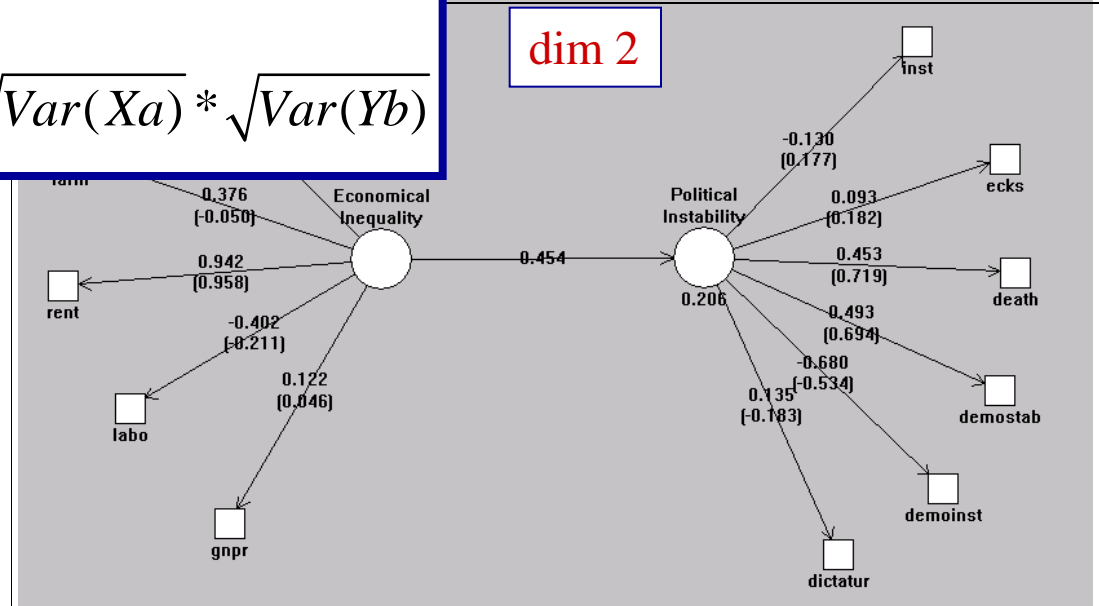 √Var(Xa) * √Var(Yb)
dim 2
0.376
(-0.050)
Economical
Inequality
0.942
(0.958)
rent
-0.402
(-0.211)
labo
0.122
(0.046)
gnpr
0.454
Political
Instability
0.206
-0.130
(0.177)
inst
0.093
(0.182)
ecks
0.453
(0.719)
death
0.493
(0.694)
demostab
-0.680
(-0.534)
demoinst
0.135
(-0.183)
dictatur